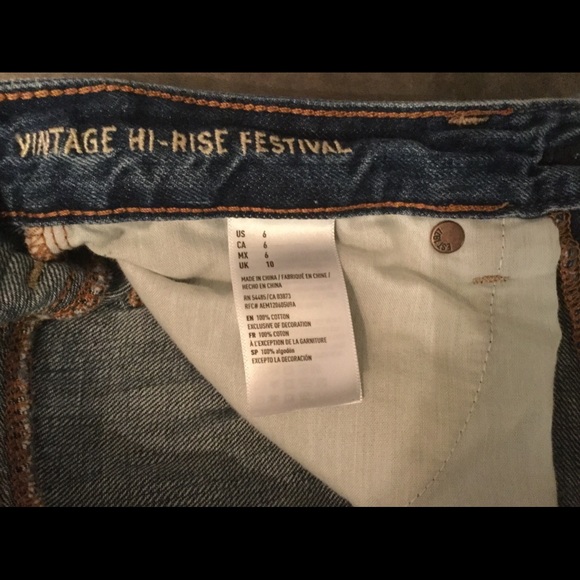 VINTAGE HI-RISE FESTIVAL
US 6
CA 6
MX 6
UK 10
MADE IN CHINA / FABRIQUÉ EN CHINE /
HECHO EN CHINA
RN 54485/CA 03873
RFC# AEM120605UFA
EN 100% COTTON
EXCLUSIVE OF DECORATION
FR 100% COTON
À L'EXCEPTION DE LA GARNITURE
SP 100% algodón
EXCEPTO LA DECORACIÓN